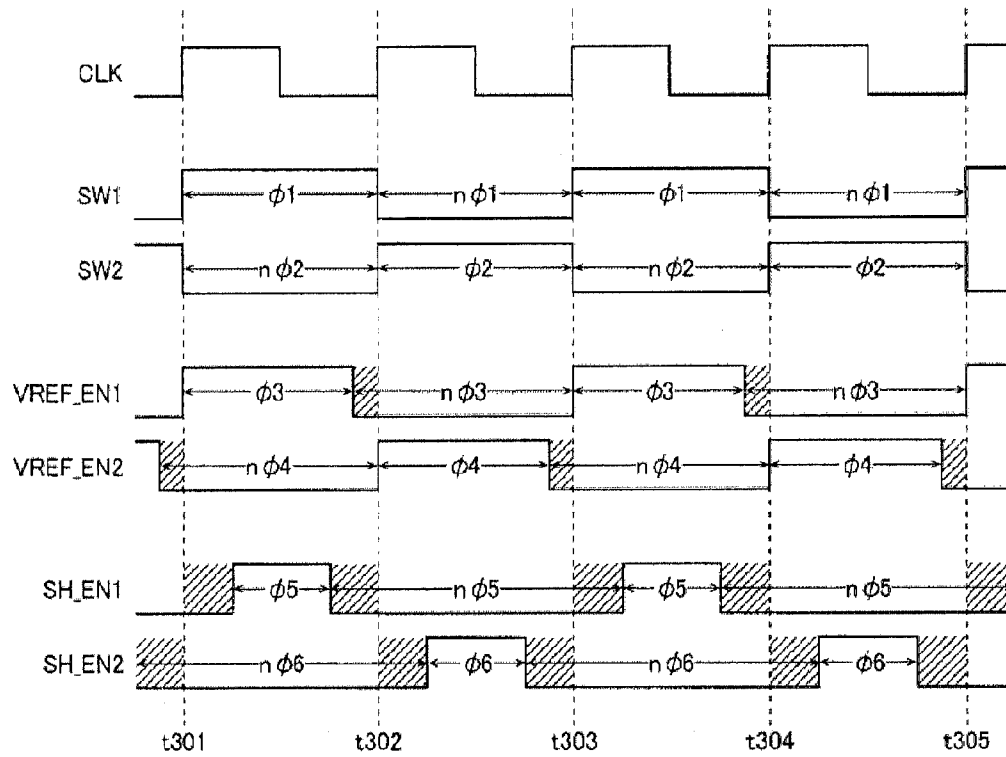 CLK
SW1 ϕ1 nϕ1 ϕ1 nϕ1
SW2 nϕ2 ϕ2 nϕ2 ϕ2
VREF_EN1 ϕ3 nϕ3 ϕ3 nϕ3
VREF_EN2 nϕ4 ϕ4 nϕ4 ϕ4
SH_EN1 ϕ5 nϕ5 ϕ5 nϕ5
SH_EN2 nϕ6 ϕ6 nϕ6 ϕ6
t301 t302 t303 t304 t305